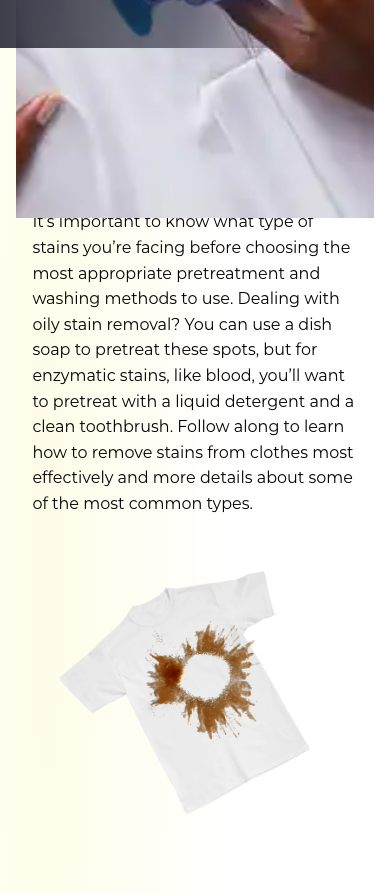 It's important to know what type of
stains you're facing before choosing the
most appropriate pretreatment and
washing methods to use. Dealing with
oily stain removal? You can use a dish
soap to pretreat these spots, but for
enzymatic stains, like blood, you'll want
to pretreat with a liquid detergent and a
clean toothbrush. Follow along to learn
how to remove stains from clothes most
effectively and more details about some
of the most common types.